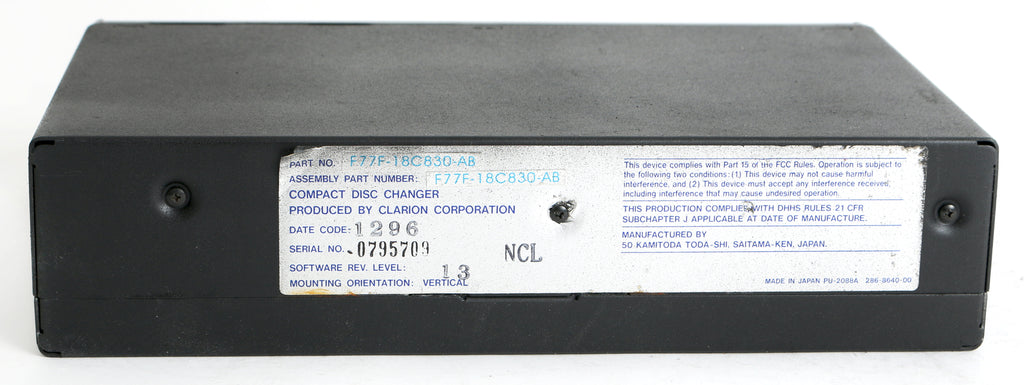 PART NO. F77F-18C830-AB
ASSEMBLY PART NUMBER: F77F-18C830-AB
COMPACT DISC CHANGER
PRODUCED BY CLARION CORPORATION
DATE CODE: 1296
SERIAL NO. 0795709
NCL
SOFTWARE REV. LEVEL: 13
MOUNTING ORIENTATION: VERTICAL
This device complies with Part 15 of the FCC Rules. Operation is subject to
the following two conditions: (1) This device may not cause harmful
interference, and (2) This device must accept any interference received,
including interference that may cause undesired operation.
THIS PRODUCTION COMPLIES WITH DHHS RULES 21 CFR
SUBCHAPTER J APPLICABLE AT DATE OF MANUFACTURE.
MANUFACTURED BY
50 KAMITODA TODA-SHI, SAITAMA-KEN, JAPAN.
MADE IN JAPAN PU-2088A 286-8640-00